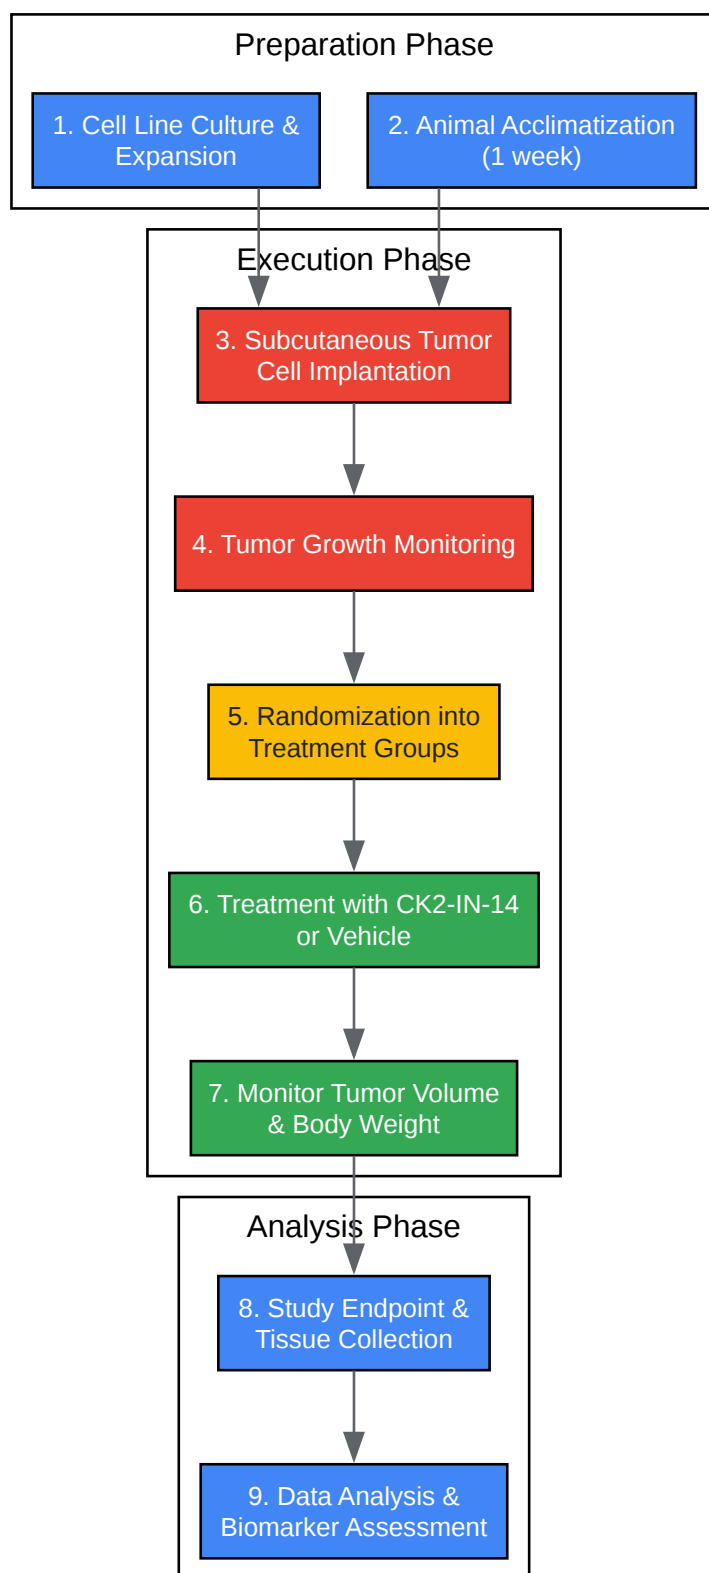 Preparation Phase
1. Cell Line Culture &
Expansion
2. Animal Acclimatization
(1 week)
Execution Phase
3. Subcutaneous Tumor
Cell Implantation
4. Tumor Growth Monitoring
5. Randomization into
Treatment Groups
6. Treatment with CK2-IN-14
or Vehicle
7. Monitor Tumor Volume
& Body Weight
Analysis Phase
8. Study Endpoint &
Tissue Collection
9. Data Analysis &
Biomarker Assessment